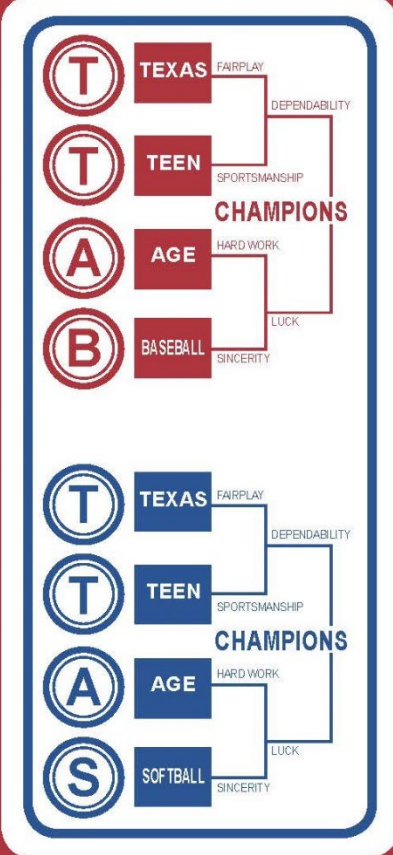 T TEXAS FAIRPLAY
DEPENDABILITY
T TEEN SPORTSMANSHIP
CHAMPIONS
A AGE HARD WORK
LUCK
B BASEBALL SINCERITY
T TEXAS FAIRPLAY
DEPENDABILITY
T TEEN SPORTSMANSHIP
CHAMPIONS
A AGE HARD WORK
LUCK
S SOFTBALL SINCERITY